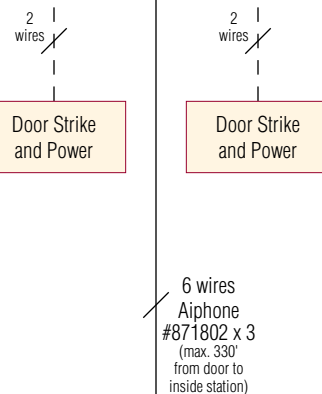 2
wires
2
wires
Door Strike
and Power
Door Strike
and Power
6 wires
Aiphone
#871802 x 3
(max. 330'
from door to
inside station)